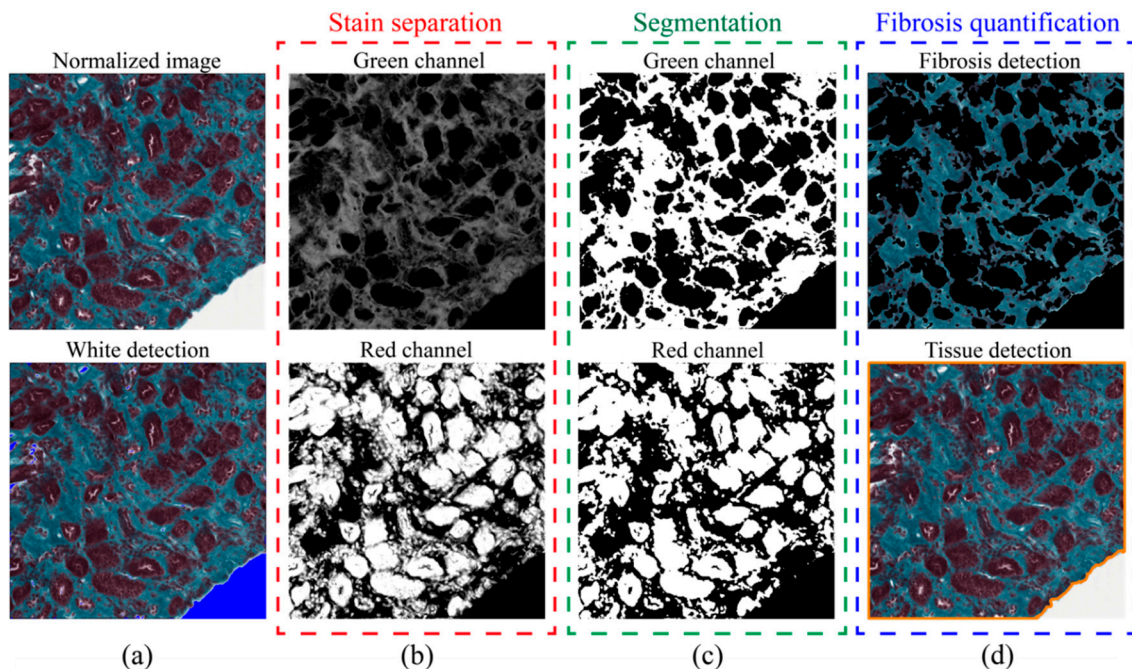 Stain separation
Segmentation
Fibrosis quantification
Normalized image
Green channel
Green channel
Fibrosis detection
White detection
Red channel
Red channel
Tissue detection
(a)
(b)
(c)
(d)